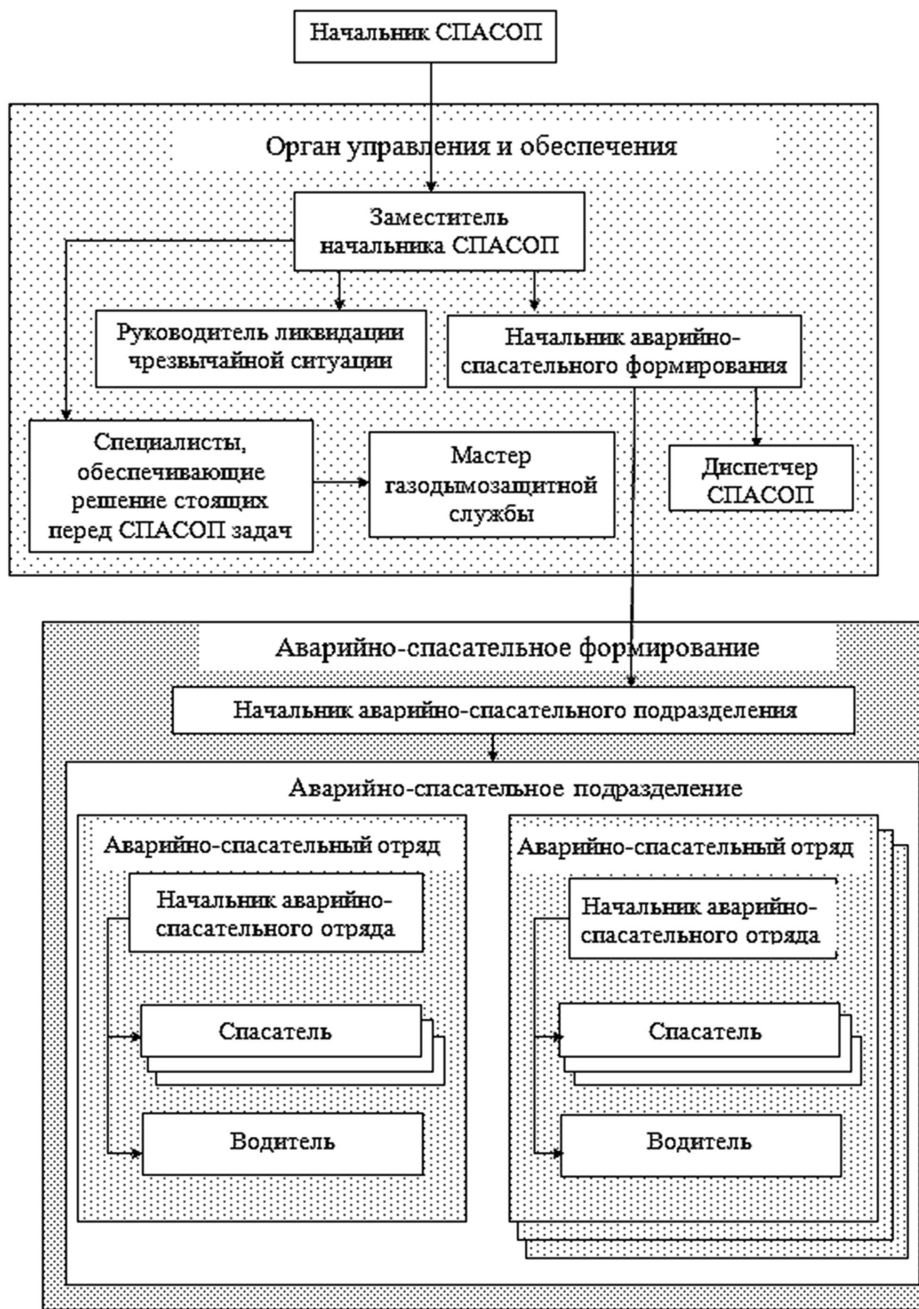 Начальник СПАСОП
Орган управления и обеспечения
Заместитель
начальника СПАСОП
Руководитель ликвидации
чрезвычайной ситуации
Начальник аварийно-
спасательного формирования
Специалисты,
обеспечивающие
решение стоящих
перед СПАСОП задач
Мастер
газодымозащитной
службы
Диспетчер
СПАСОП
Аварийно-спасательное формирование
Начальник аварийно-спасательного подразделения
Аварийно-спасательное подразделение
Аварийно-спасательный отряд
Начальник аварийно-
спасательного отряда
Спасатель
Водитель
Аварийно-спасательный отряд
Начальник аварийно-
спасательного отряда
Спасатель
Водитель